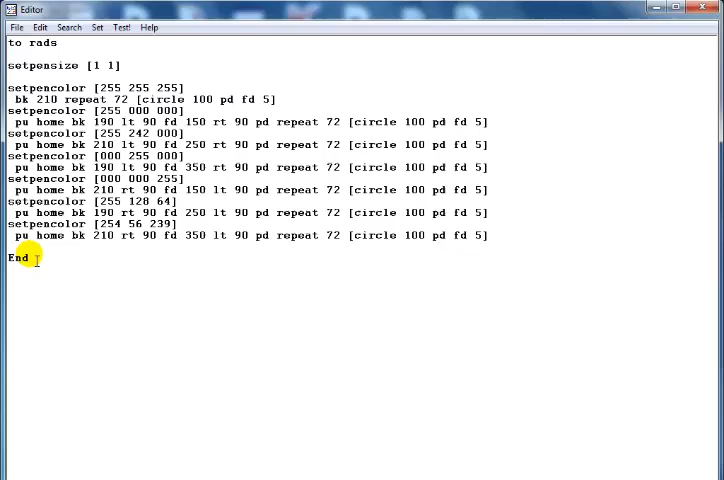 Editor
File Edit Search Set Test! Help
to rads
setpensize [1 1]
setpencolor [255 255 255]
bk 210 repeat 72 [circle 100 pd fd 5]
setpencolor [255 000 000]
pu home bk 190 lt 90 fd 150 rt 90 pd repeat 72 [circle 100 pd fd 5]
setpencolor [255 242 000]
pu home bk 210 lt 90 fd 250 rt 90 pd repeat 72 [circle 100 pd fd 5]
setpencolor [000 255 000]
pu home bk 190 lt 90 fd 350 rt 90 pd repeat 72 [circle 100 pd fd 5]
setpencolor [000 000 255]
pu home bk 210 rt 90 fd 150 lt 90 pd repeat 72 [circle 100 pd fd 5]
setpencolor [255 128 64]
pu home bk 190 rt 90 fd 250 lt 90 pd repeat 72 [circle 100 pd fd 5]
setpencolor [254 56 239]
pu home bk 210 rt 90 fd 350 lt 90 pd repeat 72 [circle 100 pd fd 5]
End